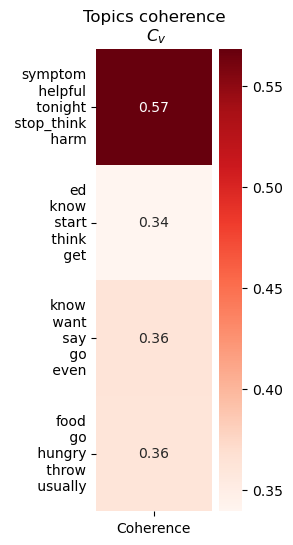 Topics coherence
C_v
symptom
helpful
tonight
stop_think
harm
0.57
ed
know
start
think
get
0.34
know
want
say
go
even
0.36
food
go
hungry
throw
usually
0.36
Coherence
0.55
0.50
0.45
0.40
0.35